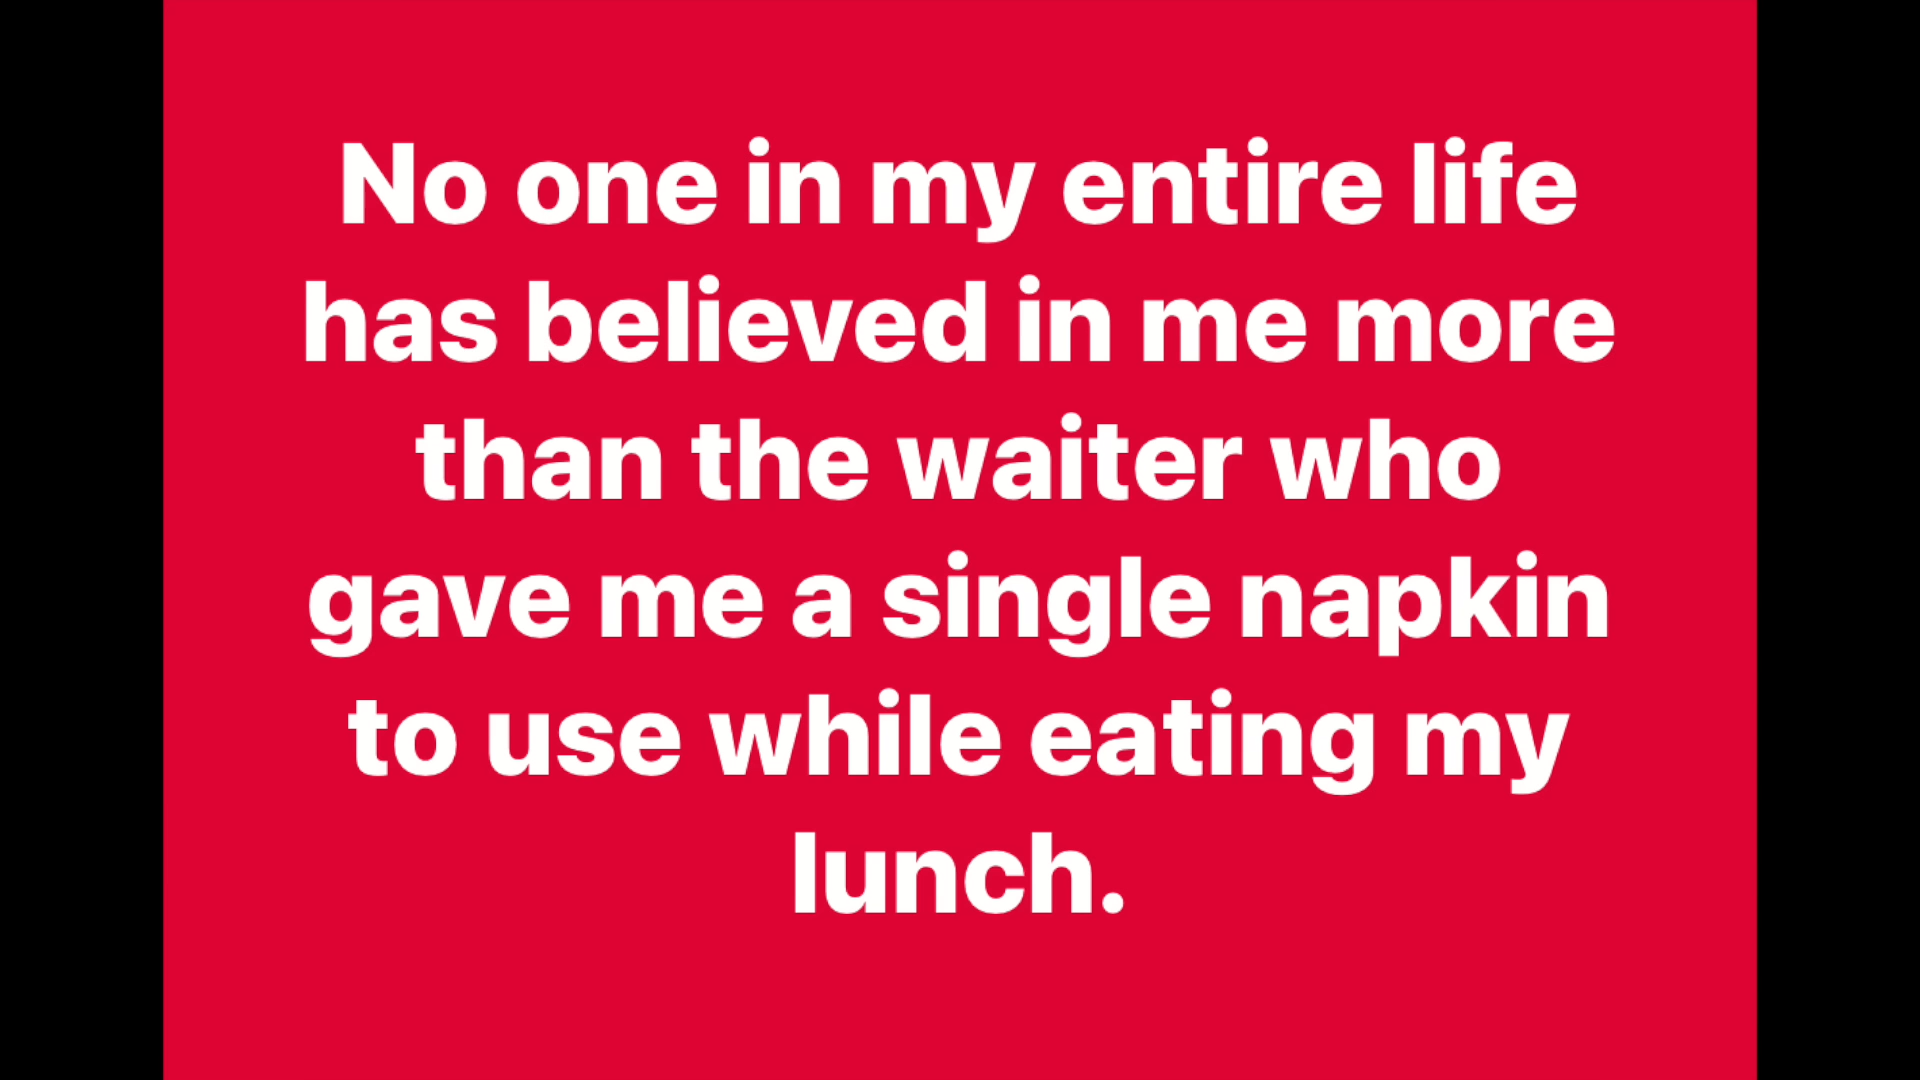 No one in my entire life
has believed in me more
than the waiter who
gave me a single napkin
to use while eating my
lunch.